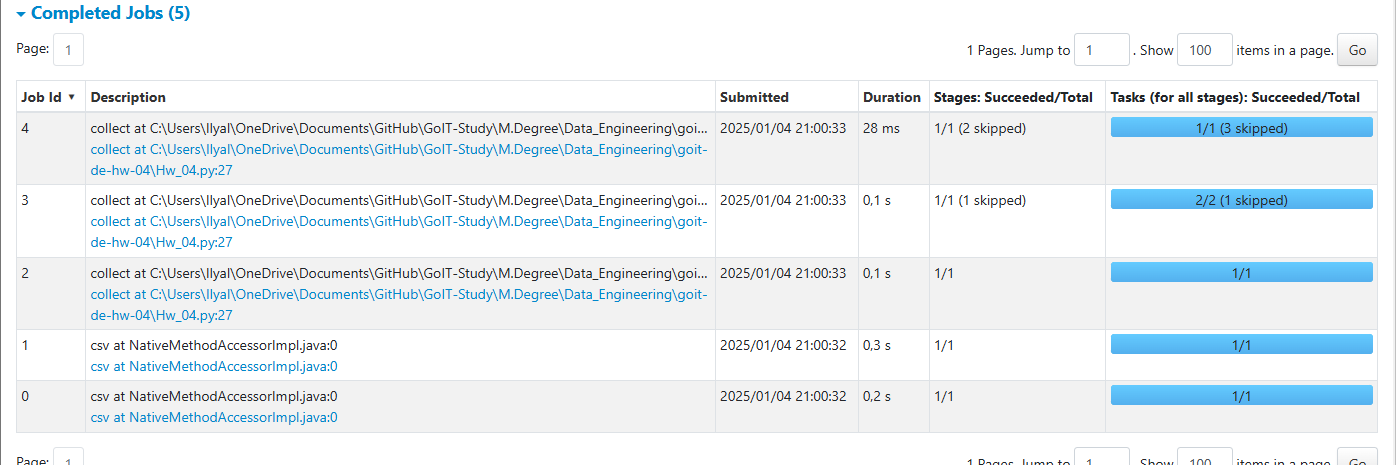 Completed Jobs (5)
Page: 1
1 Pages. Jump to 1 . Show 100 items in a page. Go
Job Id ▾ Description Submitted Duration Stages: Succeeded/Total Tasks (for all stages): Succeeded/Total
4 collect at C:\Users\Ilyal\OneDrive\Documents\GitHub\GoIT-Study\M.Degree\Data_Engineering\goi... 2025/01/04 21:00:33 28 ms 1/1 (2 skipped) 1/1 (3 skipped)
collect at C:\Users\Ilyal\OneDrive\Documents\GitHub\GoIT-Study\M.Degree\Data_Engineering\goit-
de-hw-04\Hw_04.py:27
3 collect at C:\Users\Ilyal\OneDrive\Documents\GitHub\GoIT-Study\M.Degree\Data_Engineering\goi... 2025/01/04 21:00:33 0,1 s 1/1 (1 skipped) 2/2 (1 skipped)
collect at C:\Users\Ilyal\OneDrive\Documents\GitHub\GoIT-Study\M.Degree\Data_Engineering\goit-
de-hw-04\Hw_04.py:27
2 collect at C:\Users\Ilyal\OneDrive\Documents\GitHub\GoIT-Study\M.Degree\Data_Engineering\goi... 2025/01/04 21:00:33 0,1 s 1/1 1/1
collect at C:\Users\Ilyal\OneDrive\Documents\GitHub\GoIT-Study\M.Degree\Data_Engineering\goit-
de-hw-04\Hw_04.py:27
1 csv at NativeMethodAccessorImpl.java:0 2025/01/04 21:00:32 0,3 s 1/1 1/1
csv at NativeMethodAccessorImpl.java:0
0 csv at NativeMethodAccessorImpl.java:0 2025/01/04 21:00:32 0,2 s 1/1 1/1
csv at NativeMethodAccessorImpl.java:0
Page: 1
1 Pages. Jump to 1 . Show 100 items in a page. Go